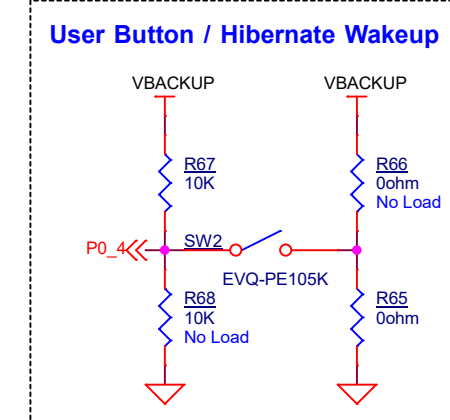 User Button / Hibernate Wakeup
VBACKUP
VBACKUP
R67
10K
R66
0ohm
No Load
P0_4
SW2
EVQ-PE105K
R68
10K
No Load
R65
0ohm